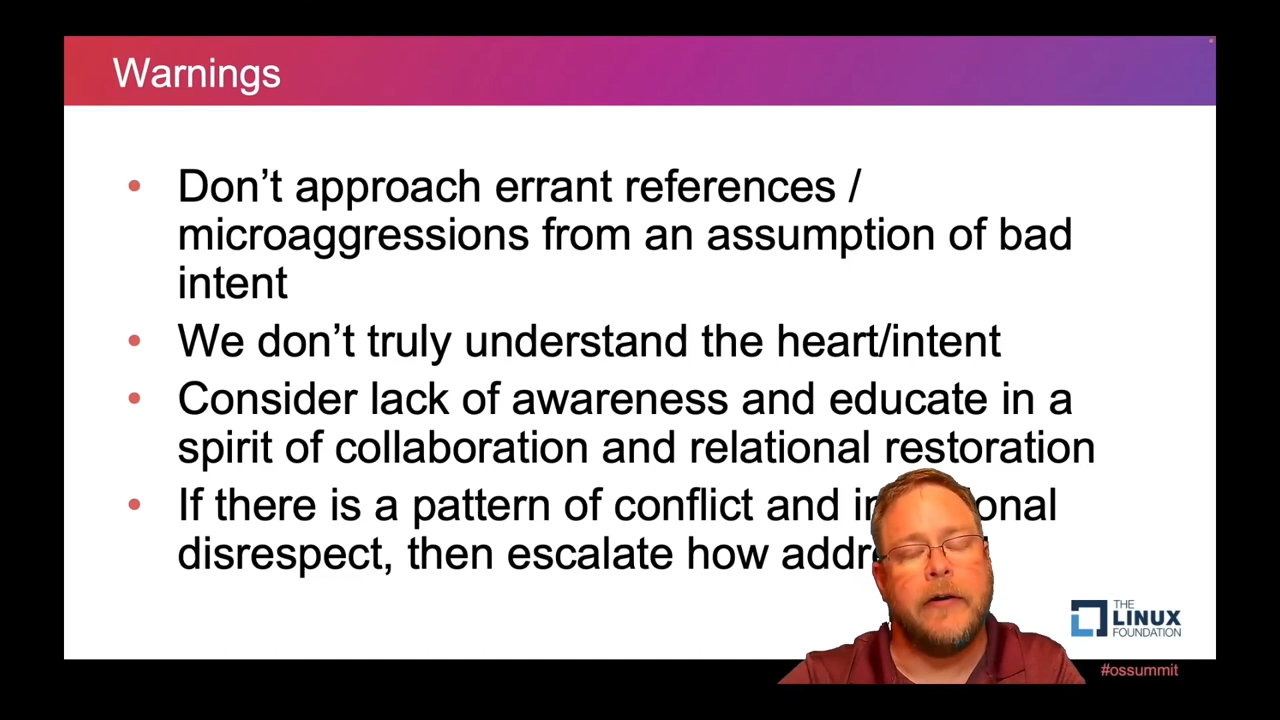 Warnings
• Don’t approach errant references /
microaggressions from an assumption of bad
intent
• We don’t truly understand the heart/intent
• Consider lack of awareness and educate in a
spirit of collaboration and relational restoration
• If there is a pattern of conflict and
disrespect, then escalate how
THE
LINUX
FOUNDATION
#ossummit